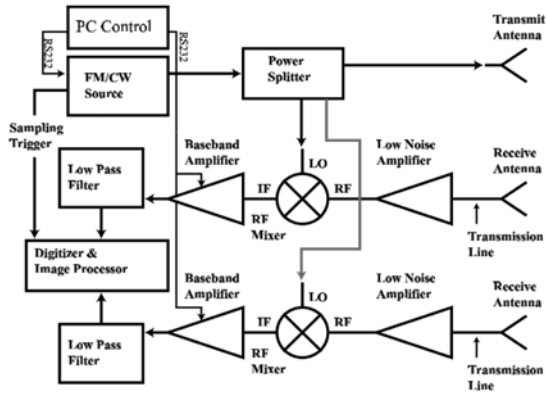 PC Control
RS232
RS232
FM/CW
Source
Power
Splitter
Transmit
Antenna
Sampling
Trigger
Low Pass
Filter
Baseband
Amplifier
IF
RF
Mixer
LO
RF
Low Noise
Amplifier
Receive
Antenna
Transmission
Line
Digitizer &
Image Processor
Baseband
Amplifier
Low Pass
Filter
IF
RF
Mixer
LO
RF
Low Noise
Amplifier
Receive
Antenna
Transmission
Line